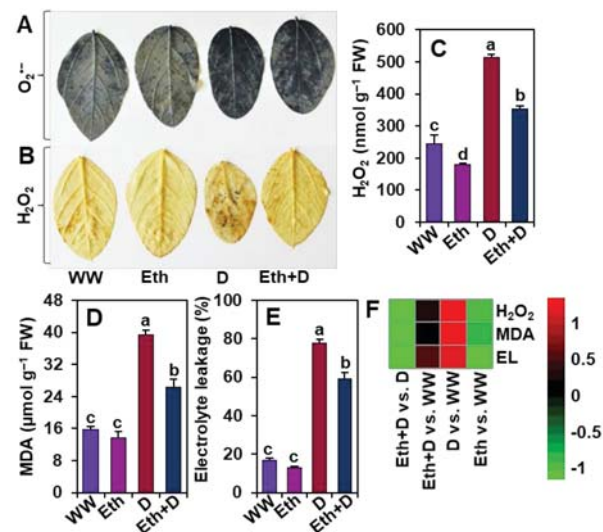 A
O₂•−
B
H₂O₂
WW Eth D Eth+D
C
H₂O₂ (nmol g⁻¹ FW)
600
500
400
300
200
100
0
c
d
a
b
WW Eth D Eth+D
D
MDA (µmol g⁻¹ FW)
48
40
32
24
16
8
0
c
c
a
b
WW Eth D Eth+D
E
Electrolyte leakage (%)
100
80
60
40
20
0
c
c
a
b
WW Eth D Eth+D
F
H₂O₂
MDA
EL
Eth+D vs. D
Eth+D vs. WW
D vs. WW
Eth vs. WW
1
0.5
0
-0.5
-1